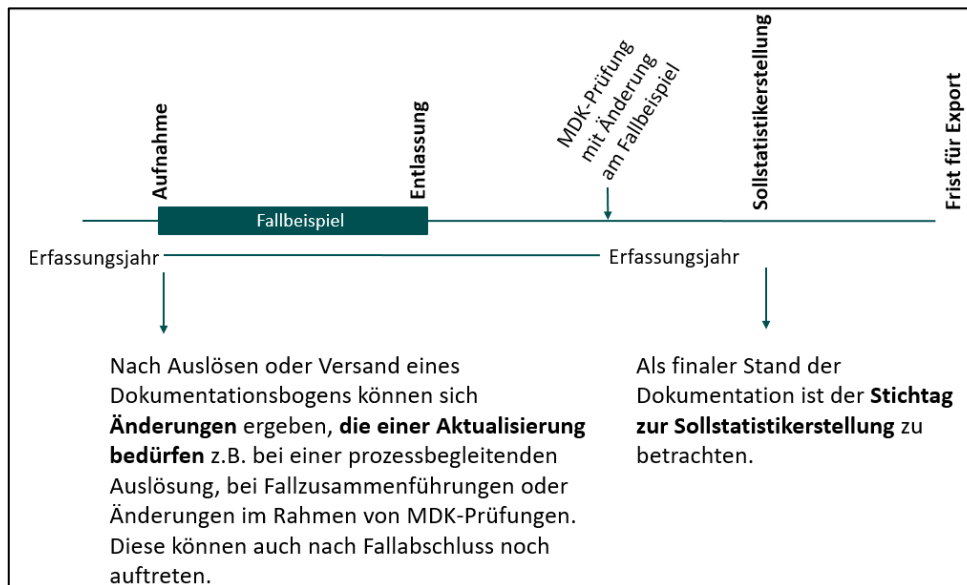 Aufnahme
Entlassung
MDK-Prüfung
mit Änderung
am Fallbeispiel
Sollstatistikerstellung
Frist für Export
Fallbeispiel
Erfassungsjahr
Erfassungsjahr
Nach Auslösen oder Versand eines
Dokumentationsbogens können sich
Änderungen ergeben, die einer Aktualisierung
bedürfen z.B. bei einer prozessbegleitenden
Auslösung, bei Fallzusammenführungen oder
Änderungen im Rahmen von MDK-Prüfungen.
Diese können auch nach Fallabschluss noch
auftreten.
Als finaler Stand der
Dokumentation ist der Stichtag
zur Sollstatistikerstellung zu
betrachten.